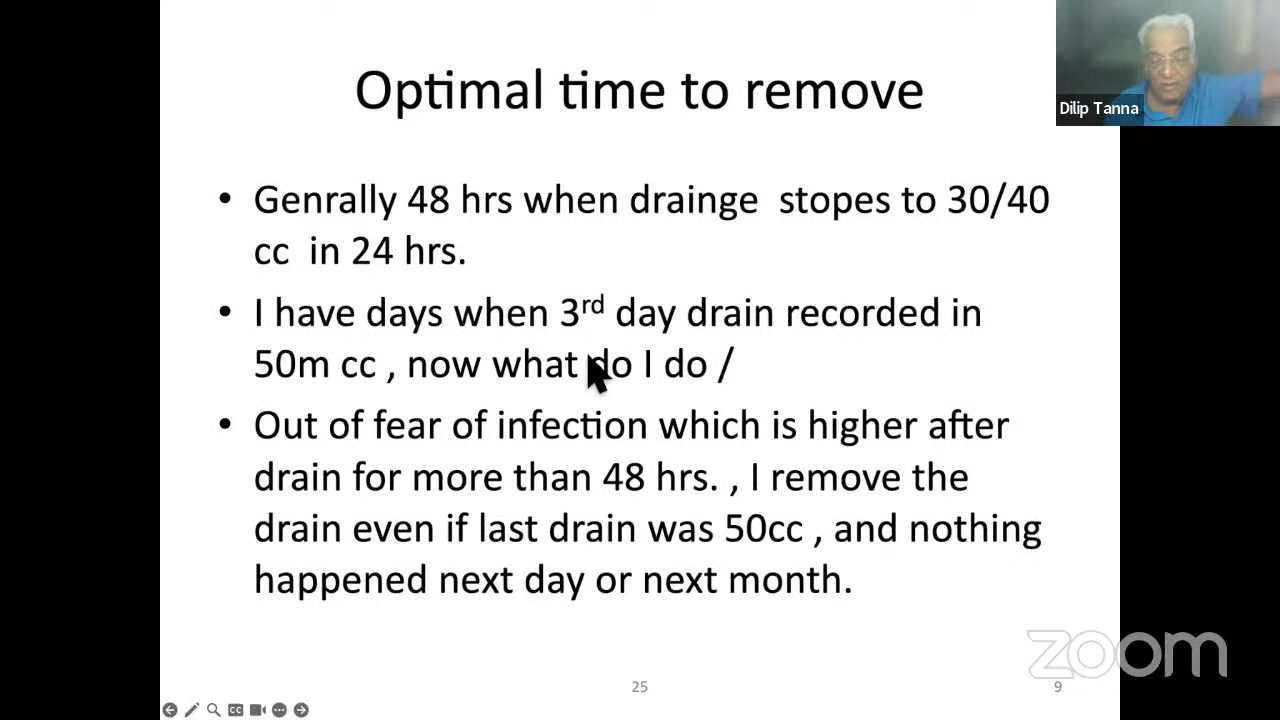 Optimal time to remove
Dilip Tanna
• Genrally 48 hrs when drainge stopes to 30/40
cc in 24 hrs.
• I have days when 3rd day drain recorded in
50m cc , now what do I do /
• Out of fear of infection which is higher after
drain for more than 48 hrs. , I remove the
drain even if last drain was 50cc , and nothing
happened next day or next month.
zoom
25
9
CC